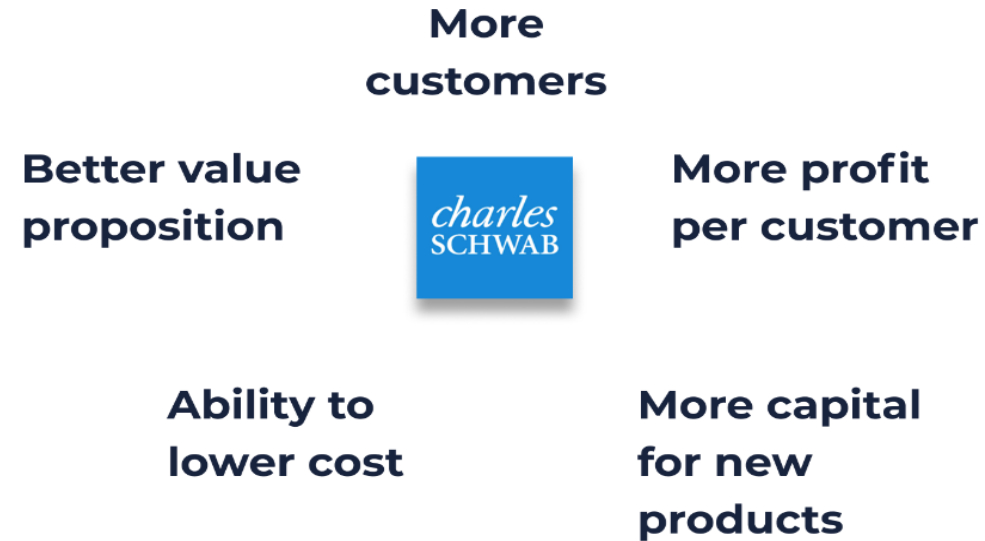 More
customers
Better value
proposition
charles
SCHWAB
More profit
per customer
Ability to
lower cost
More capital
for new
products